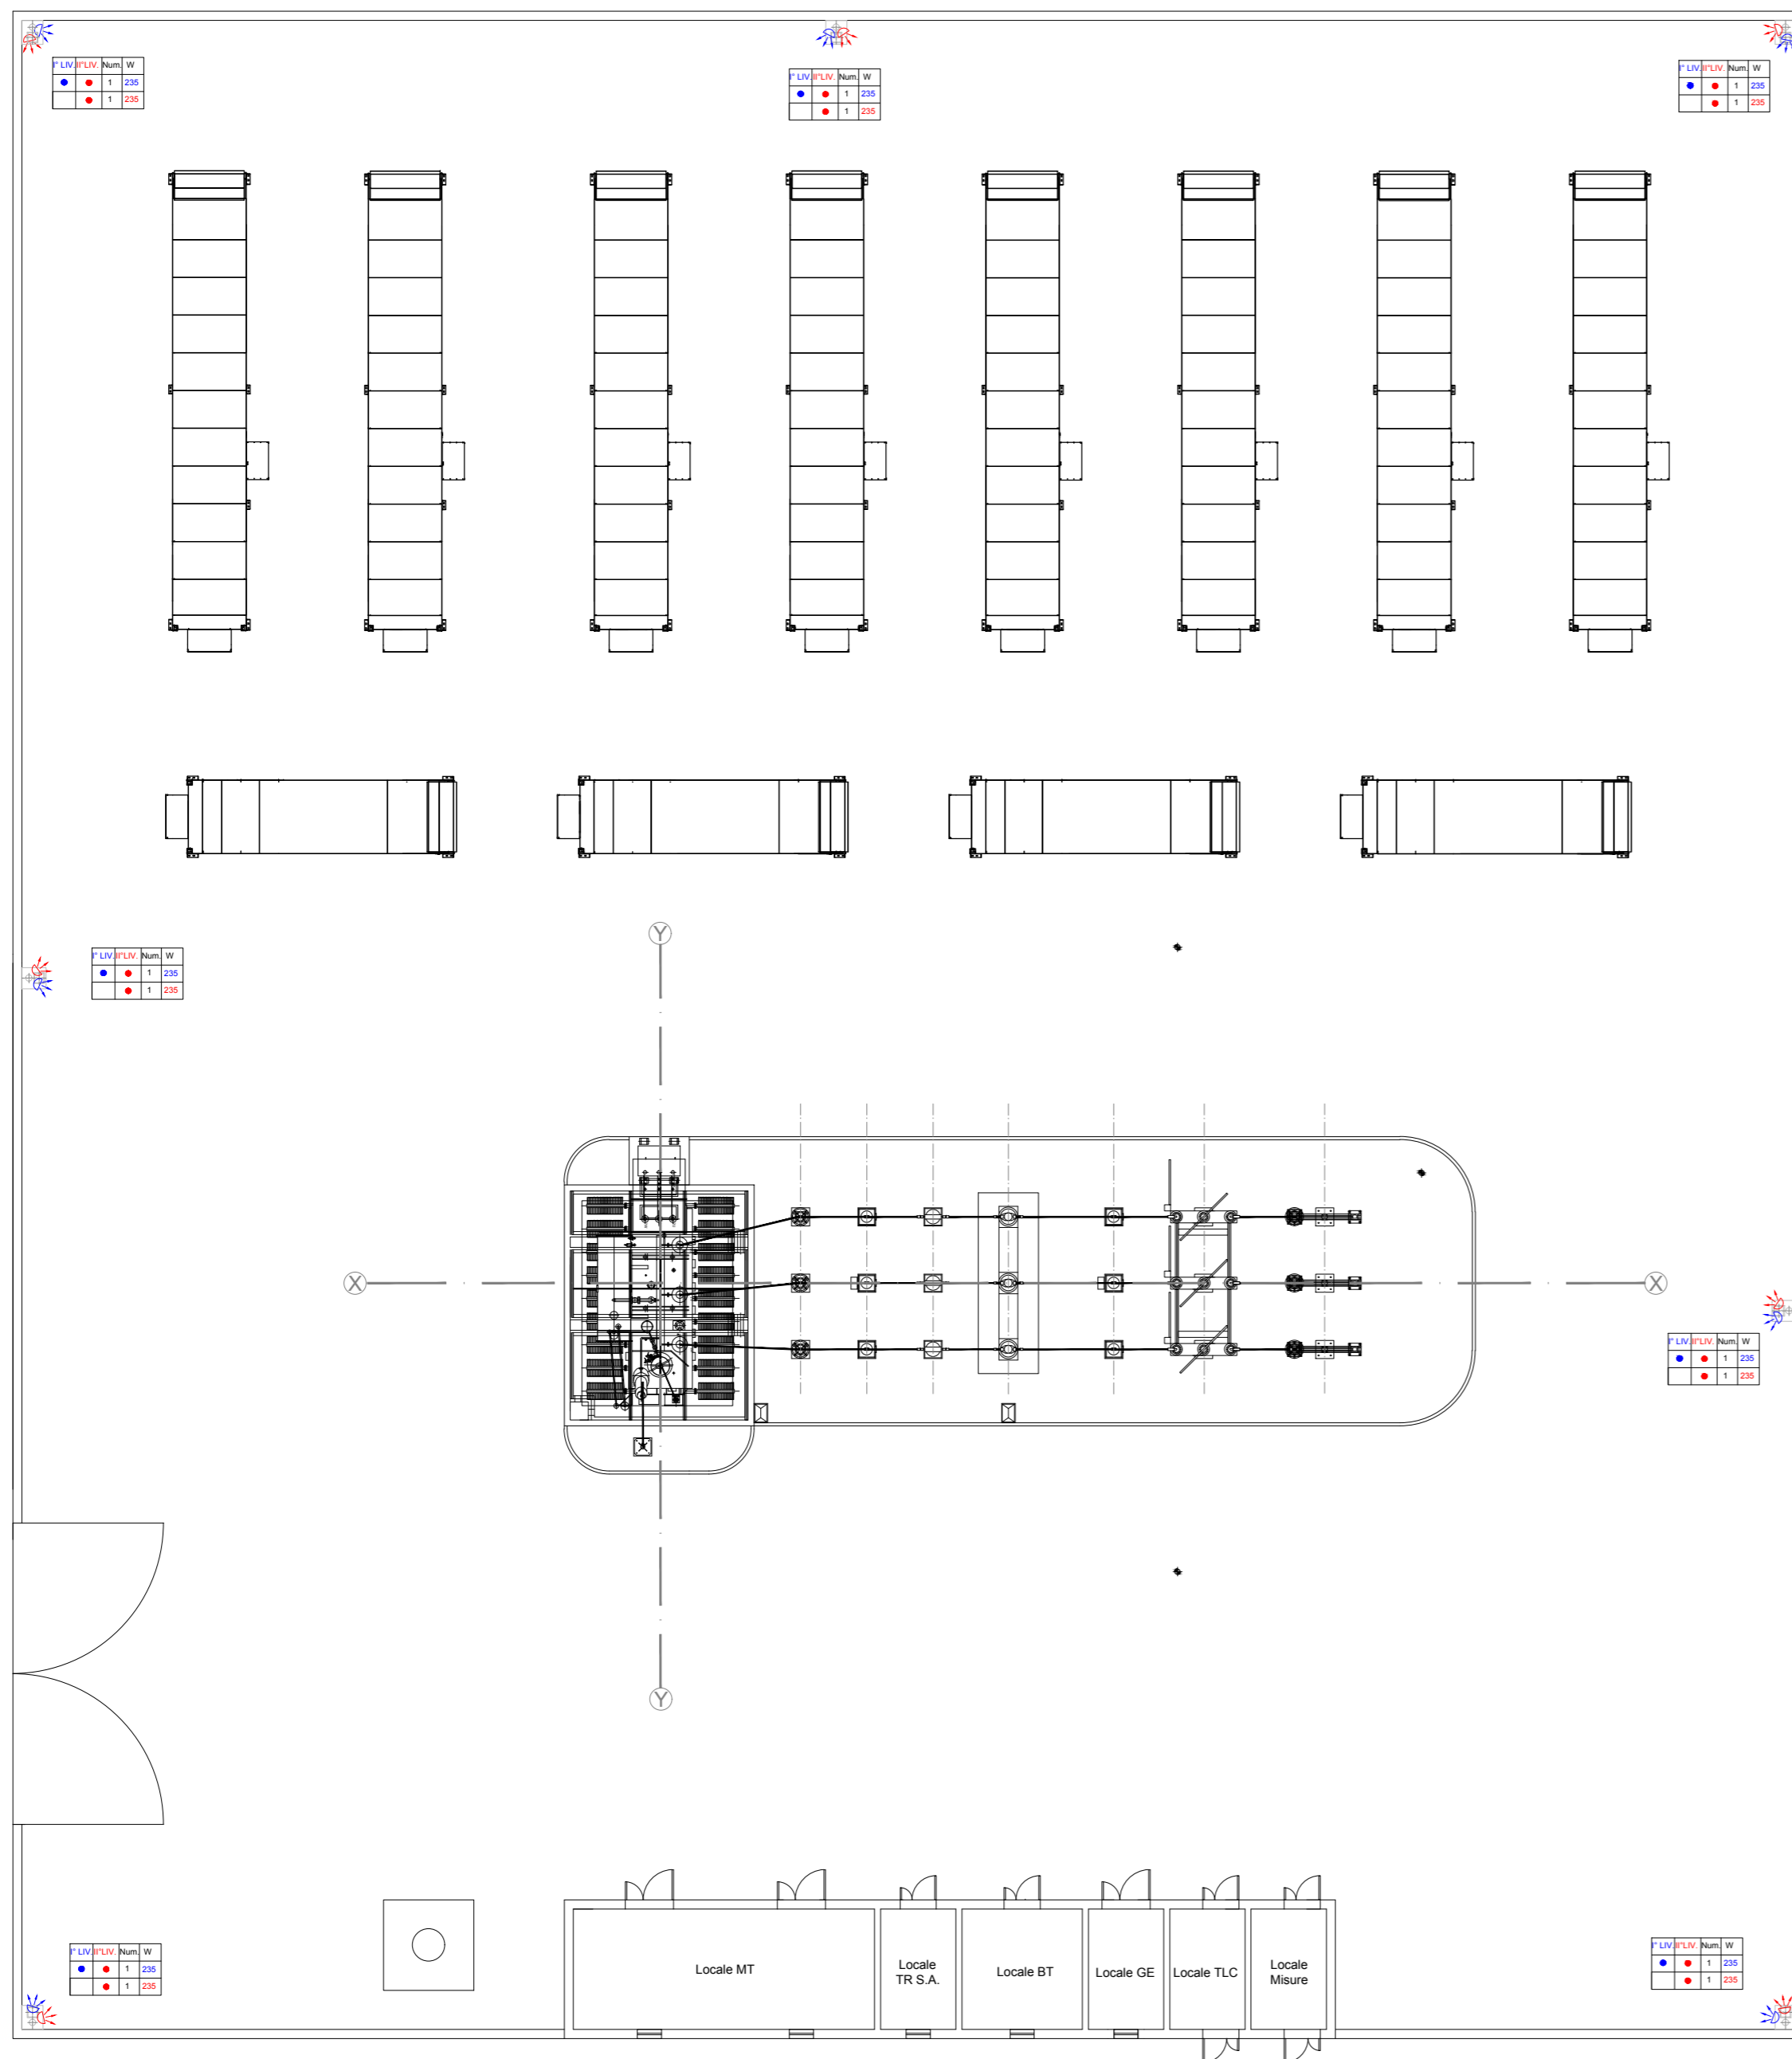 I° LIV. II°LIV. Num. W
1 235
1 235
I° LIV. II°LIV. Num. W
1 235
1 235
I° LIV. II°LIV. Num. W
1 235
1 235
Y
I° LIV. II°LIV. Num. W
1 235
1 235
X X
I° LIV. II°LIV. Num. W
1 235
1 235
Y
I° LIV. II°LIV. Num. W
1 235
1 235
Locale MT
Locale
TR S.A.
Locale BT
Locale GE
Locale TLC
Locale
Misure
I° LIV. II°LIV. Num. W
1 235
1 235